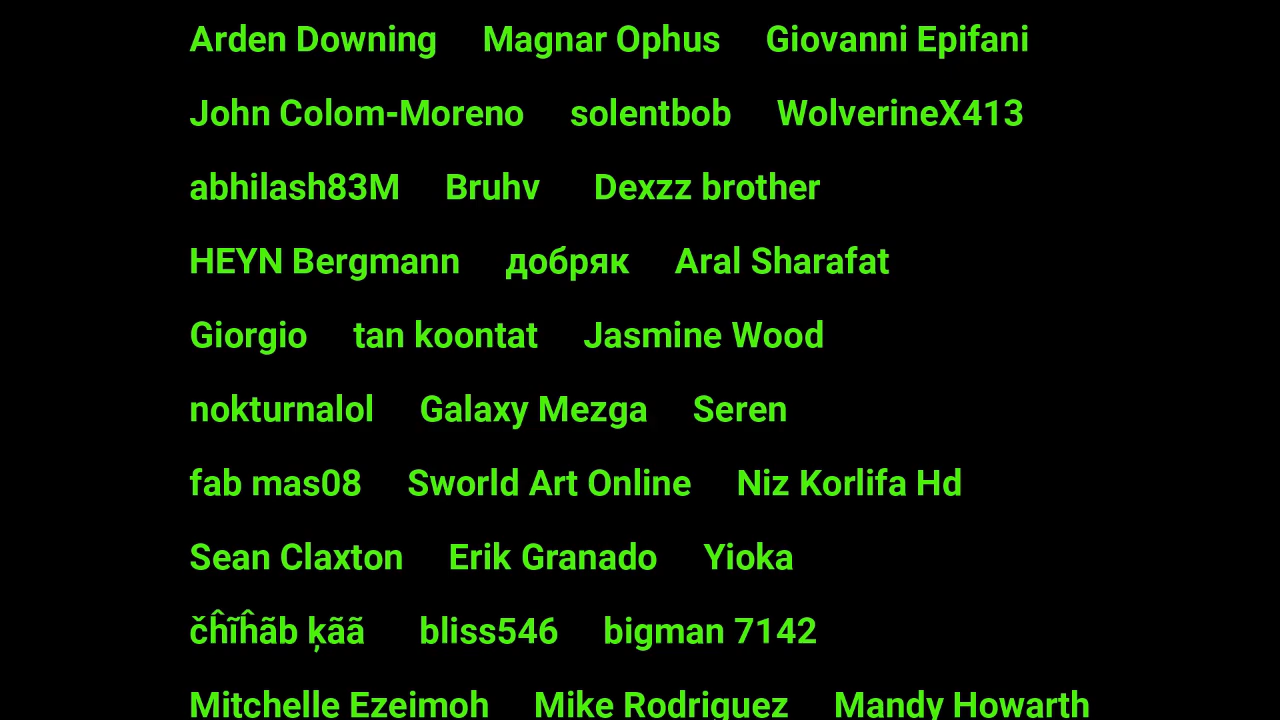 Arden Downing Magnar Ophus Giovanni Epifani
John Colom-Moreno solentbob WolverineX413
abhilash83M Bruhv Dexzz brother
HEYN Bergmann добряк Aral Sharafat
Giorgio tan koontat Jasmine Wood
nokturnalol Galaxy Mezga Seren
fab mas08 Sworld Art Online Niz Korlifa Hd
Sean Claxton Erik Granado Yioka
čĥĩĥãb ķãã bliss546 bigman 7142
Mitchelle Ezeimoh Mike Rodriguez Mandy Howarth